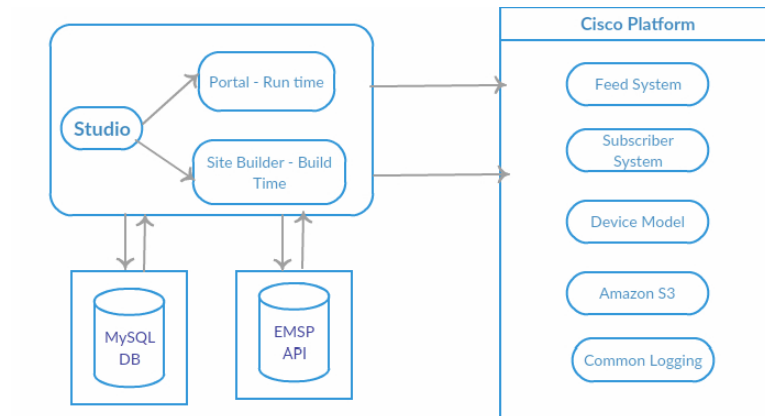 Cisco Platform
Portal - Run time
Studio
Site Builder - Build
Time
Feed System
Subscriber
System
Device Model
Amazon S3
Common Logging
MySQL
DB
EMSP
API